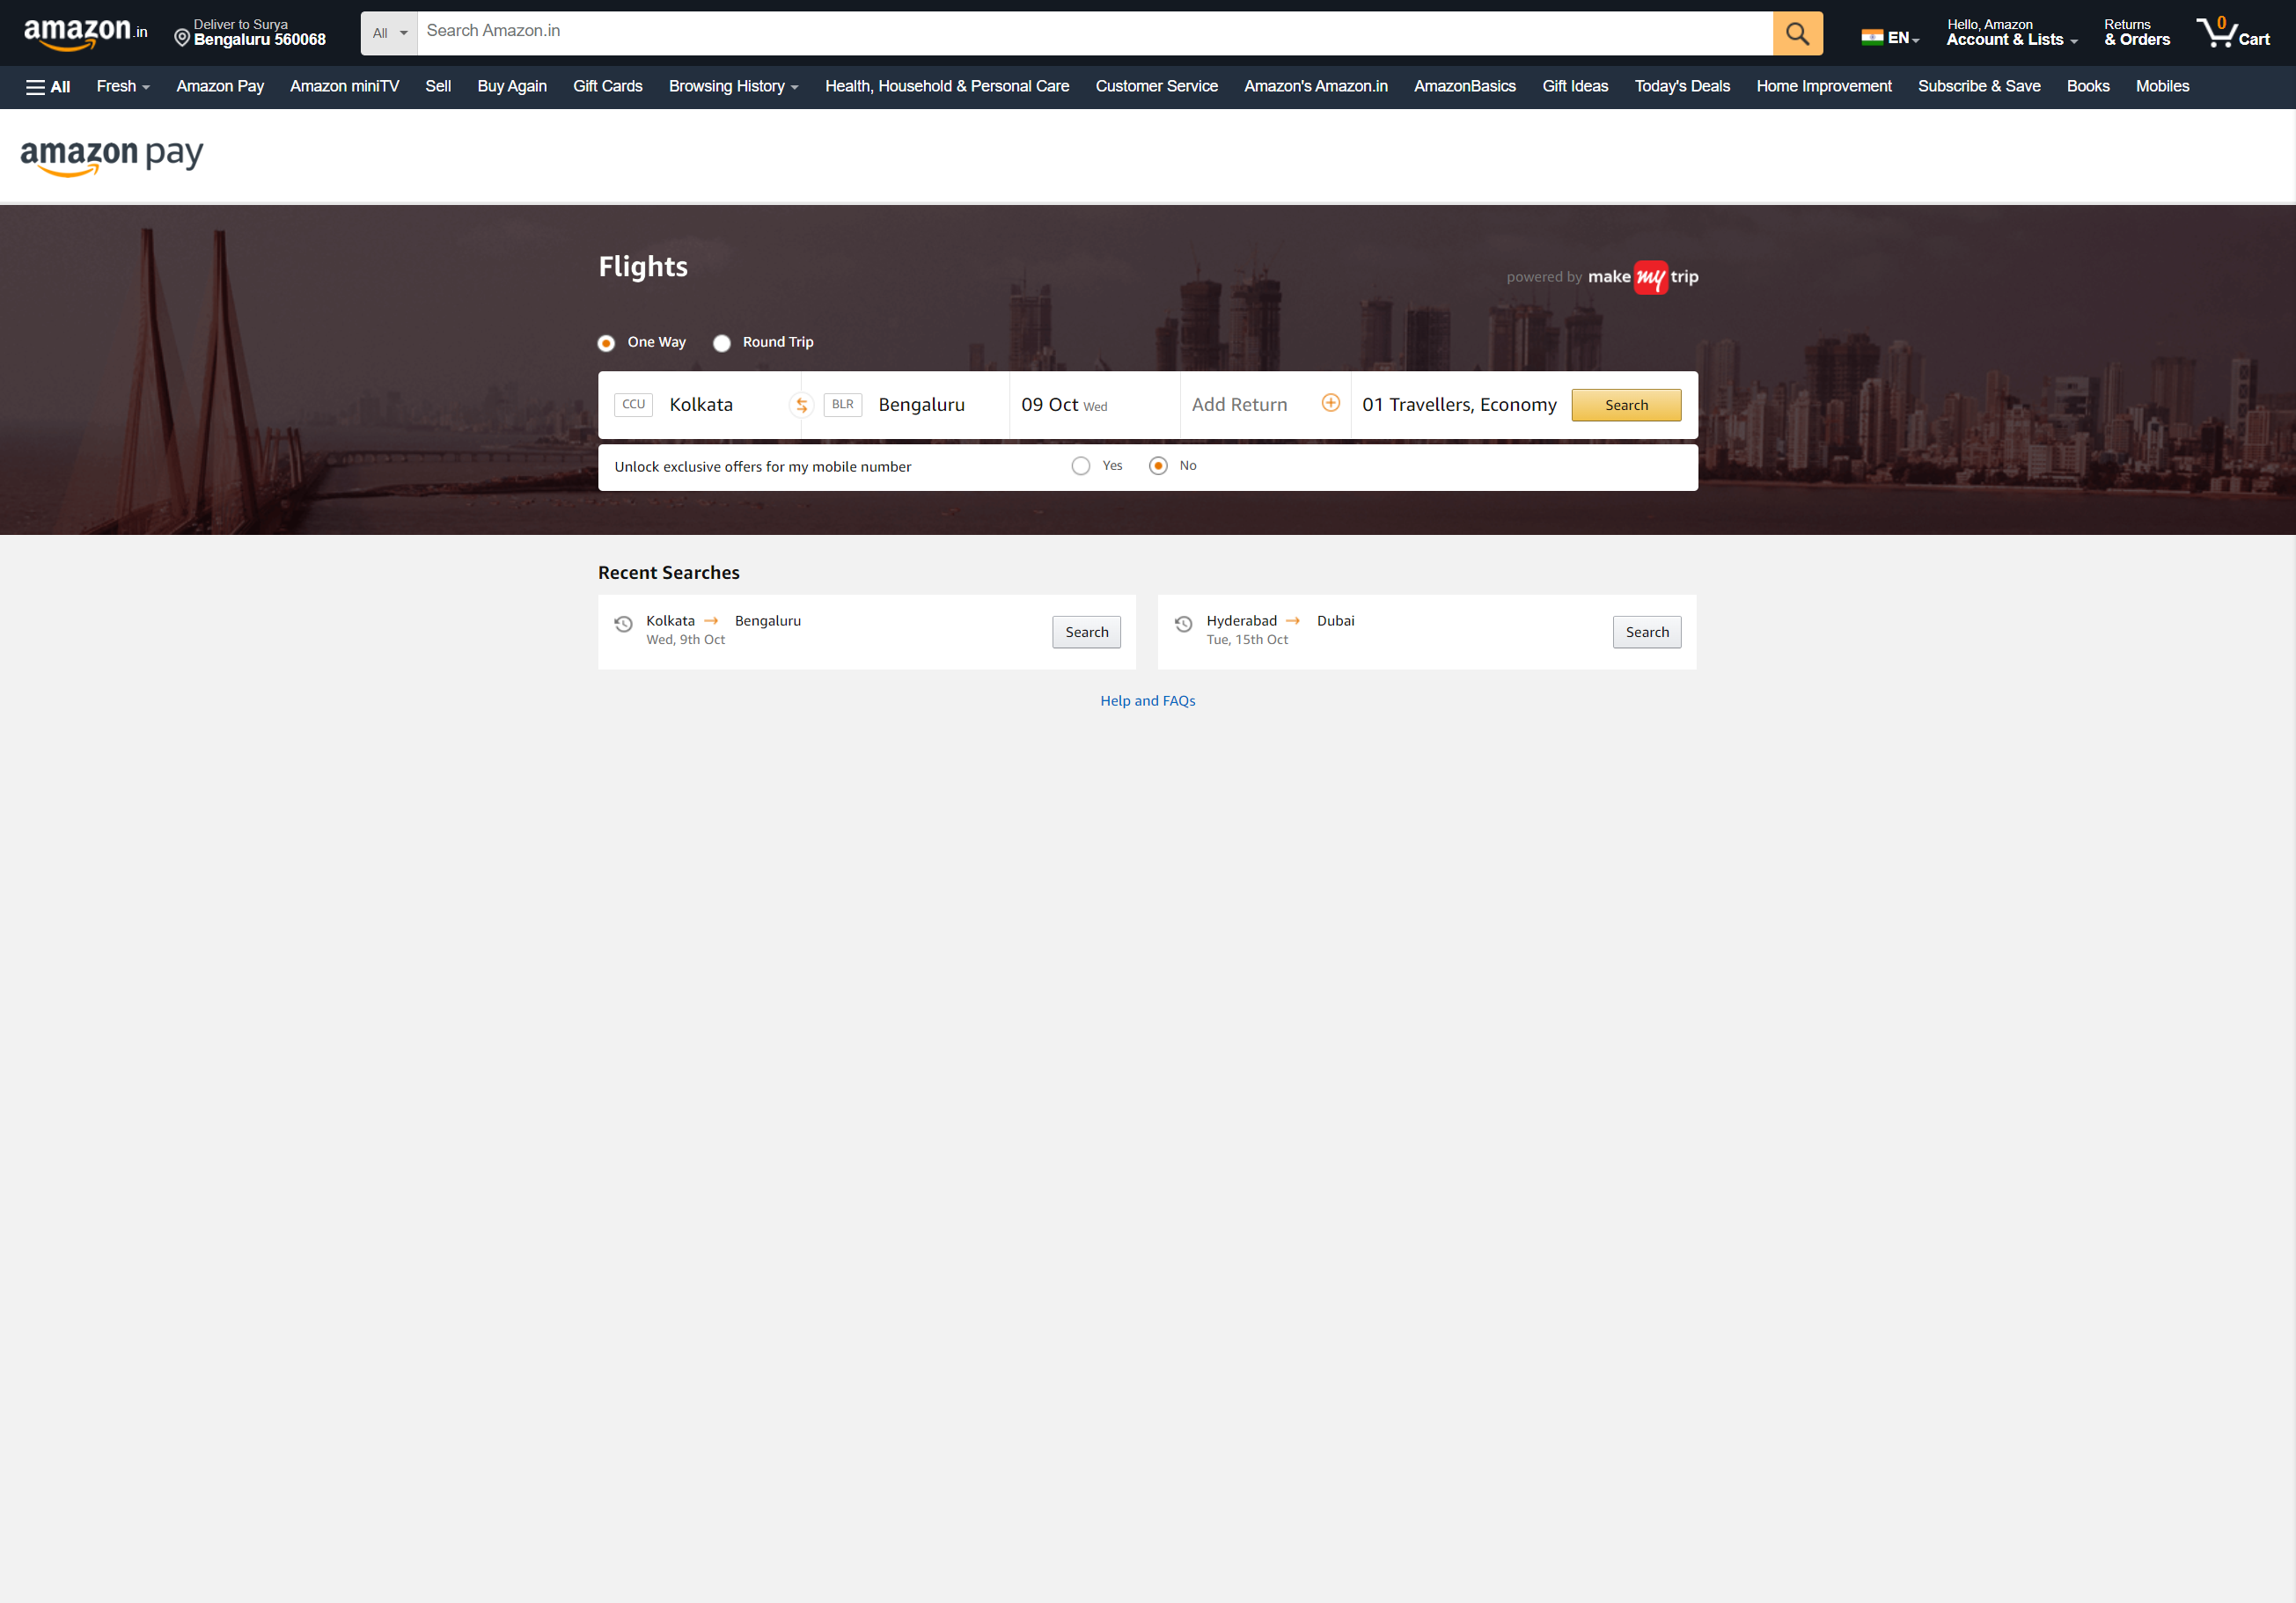 amazon.in
Deliver to Surya
Bengaluru 560068
All
Search Amazon.in
EN
Hello, Amazon
Account & Lists
Returns
& Orders
0
Cart
All
Fresh
Amazon Pay
Amazon miniTV
Sell
Buy Again
Gift Cards
Browsing History
Health, Household & Personal Care
Customer Service
Amazon's Amazon.in
AmazonBasics
Gift Ideas
Today's Deals
Home Improvement
Subscribe & Save
Books
Mobiles
amazon pay
Flights
powered by make my trip
One Way
Round Trip
CCU Kolkata
BLR Bengaluru
09 Oct Wed
Add Return
01 Travellers, Economy
Search
Unlock exclusive offers for my mobile number
Yes
No
Recent Searches
Kolkata → Bengaluru
Wed, 9th Oct
Search
Hyderabad → Dubai
Tue, 15th Oct
Search
Help and FAQs